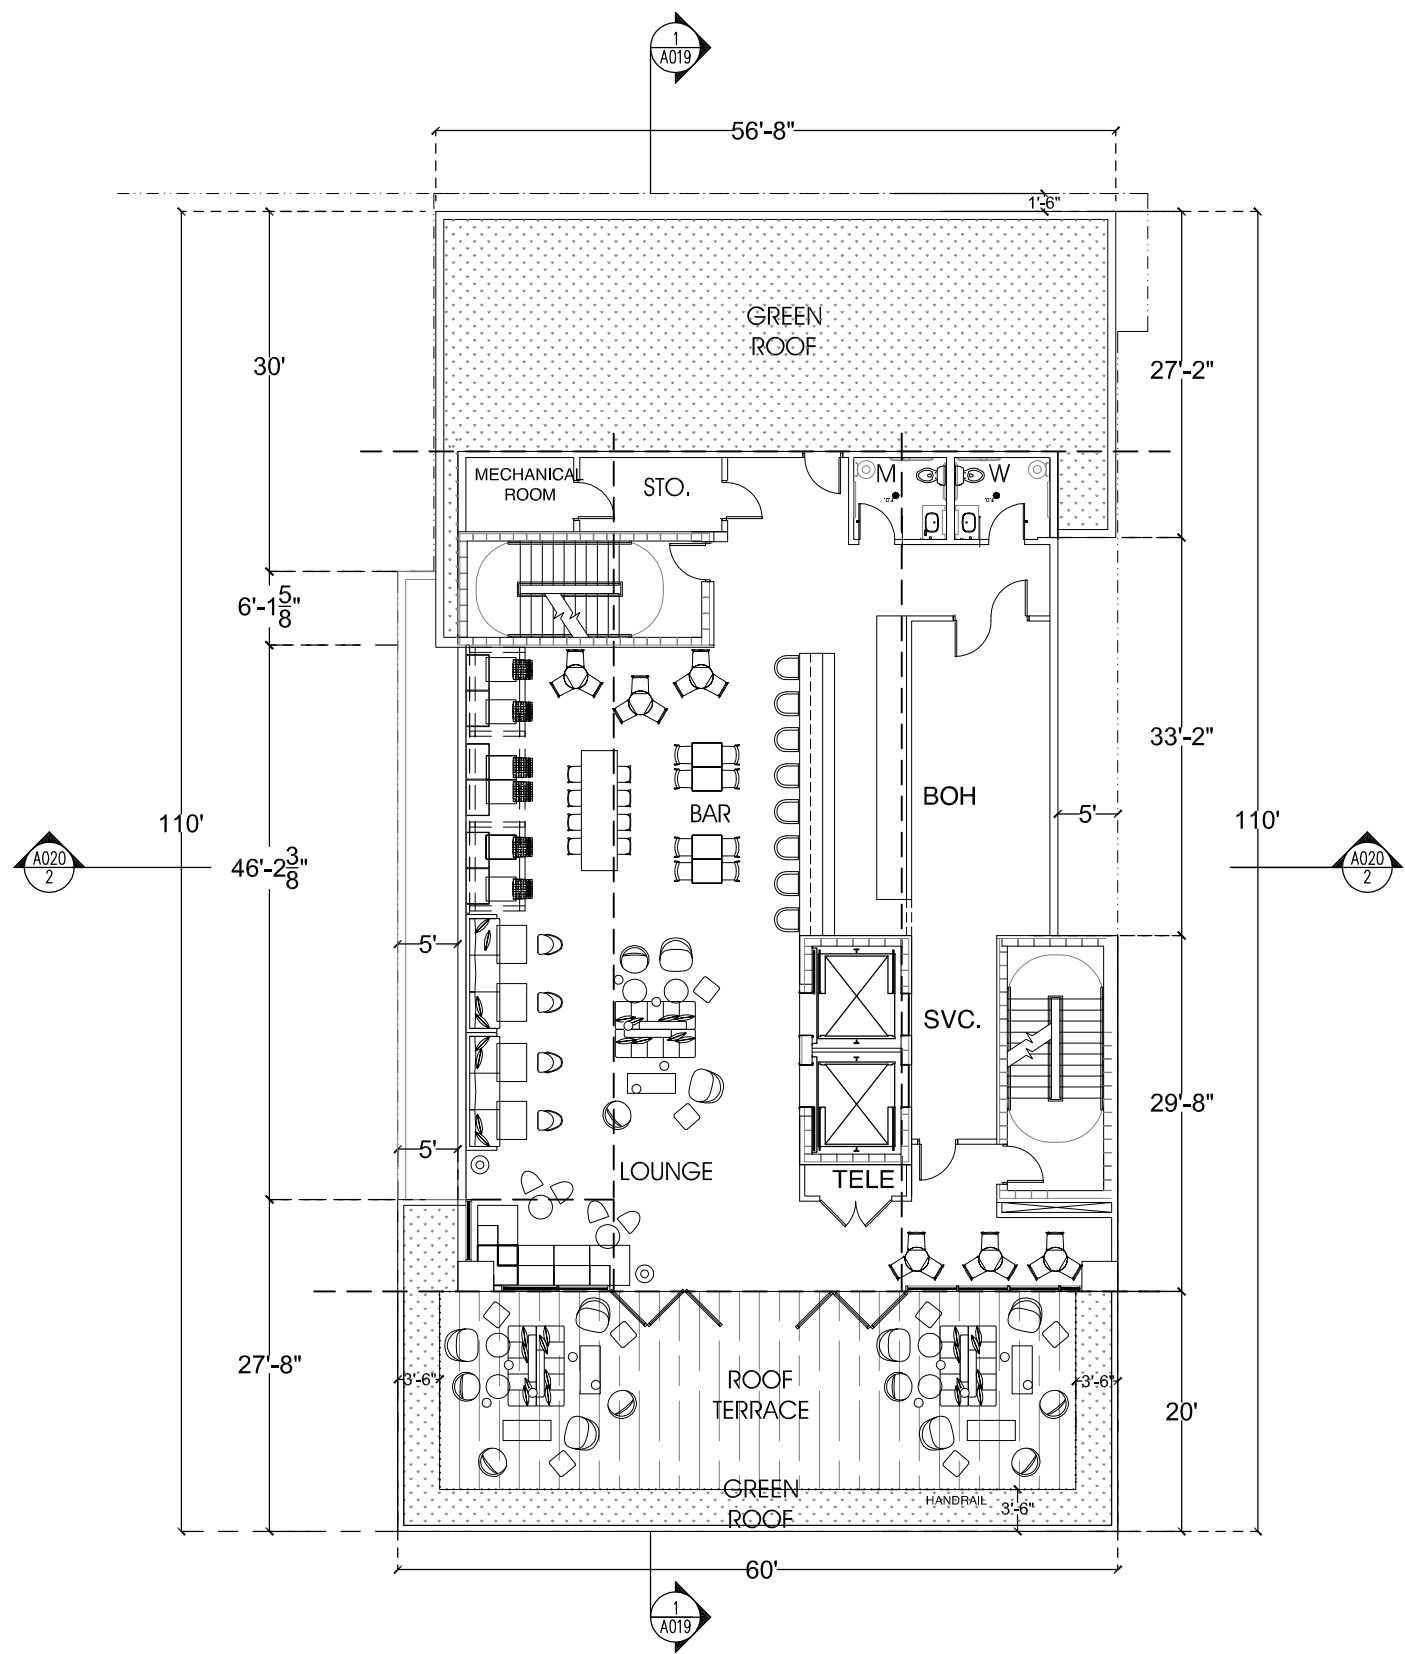 1
A019
56'-8"
1'-6"
GREEN
ROOF
30'
27'-2"
MECHANICAL
ROOM
STO.
M
W
6'-1 5/8"
33'-2"
BOH
BAR
5'
110'
110'
A020
2
46'-2 3/8"
A020
2
5'
SVC.
29'-8"
5'
LOUNGE
TELE
27'-8"
3'-6"
ROOF
TERRACE
3'-6"
20'
GREEN
ROOF
HANDRAIL
3'-6"
60'
1
A019